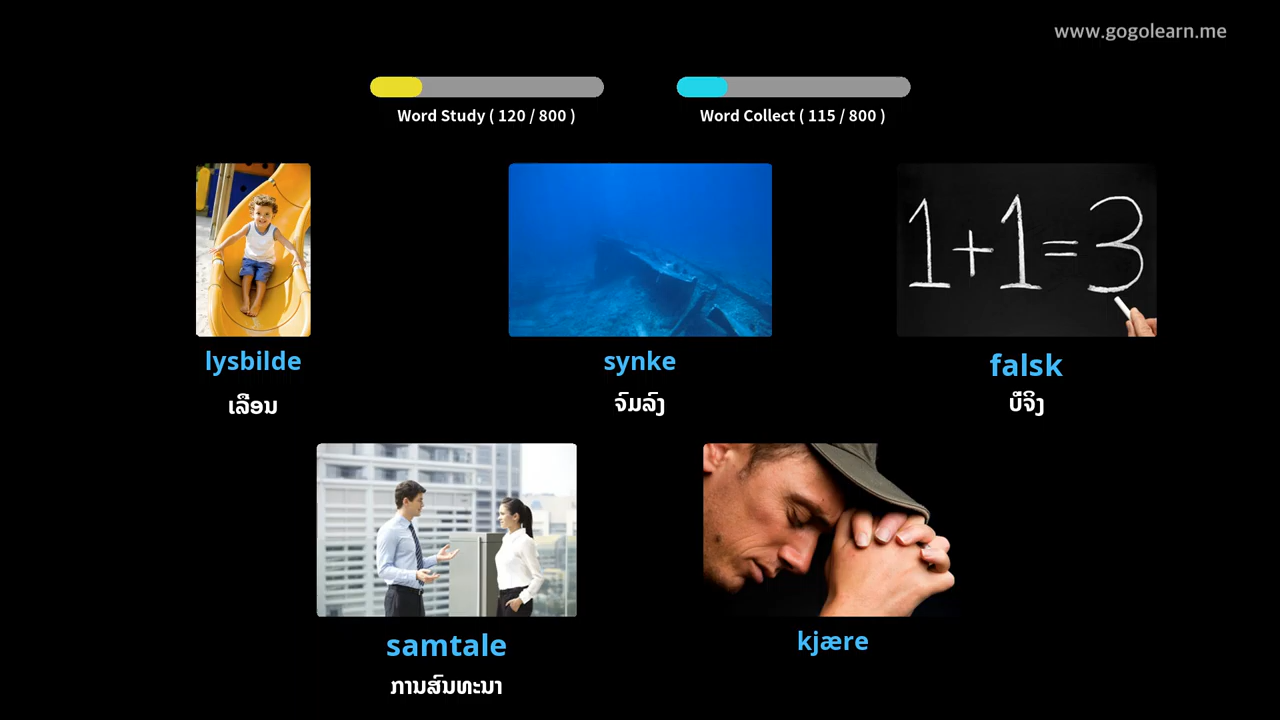 www.gogolearn.me
Word Study ( 120 / 800 )
Word Collect ( 115 / 800 )
1+1=3
lysbilde
synke
falsk
ເລືອນ
ຈົມລົງ
ບໍ່ຈິງ
samtale
kjære
ການສົນທະນາ